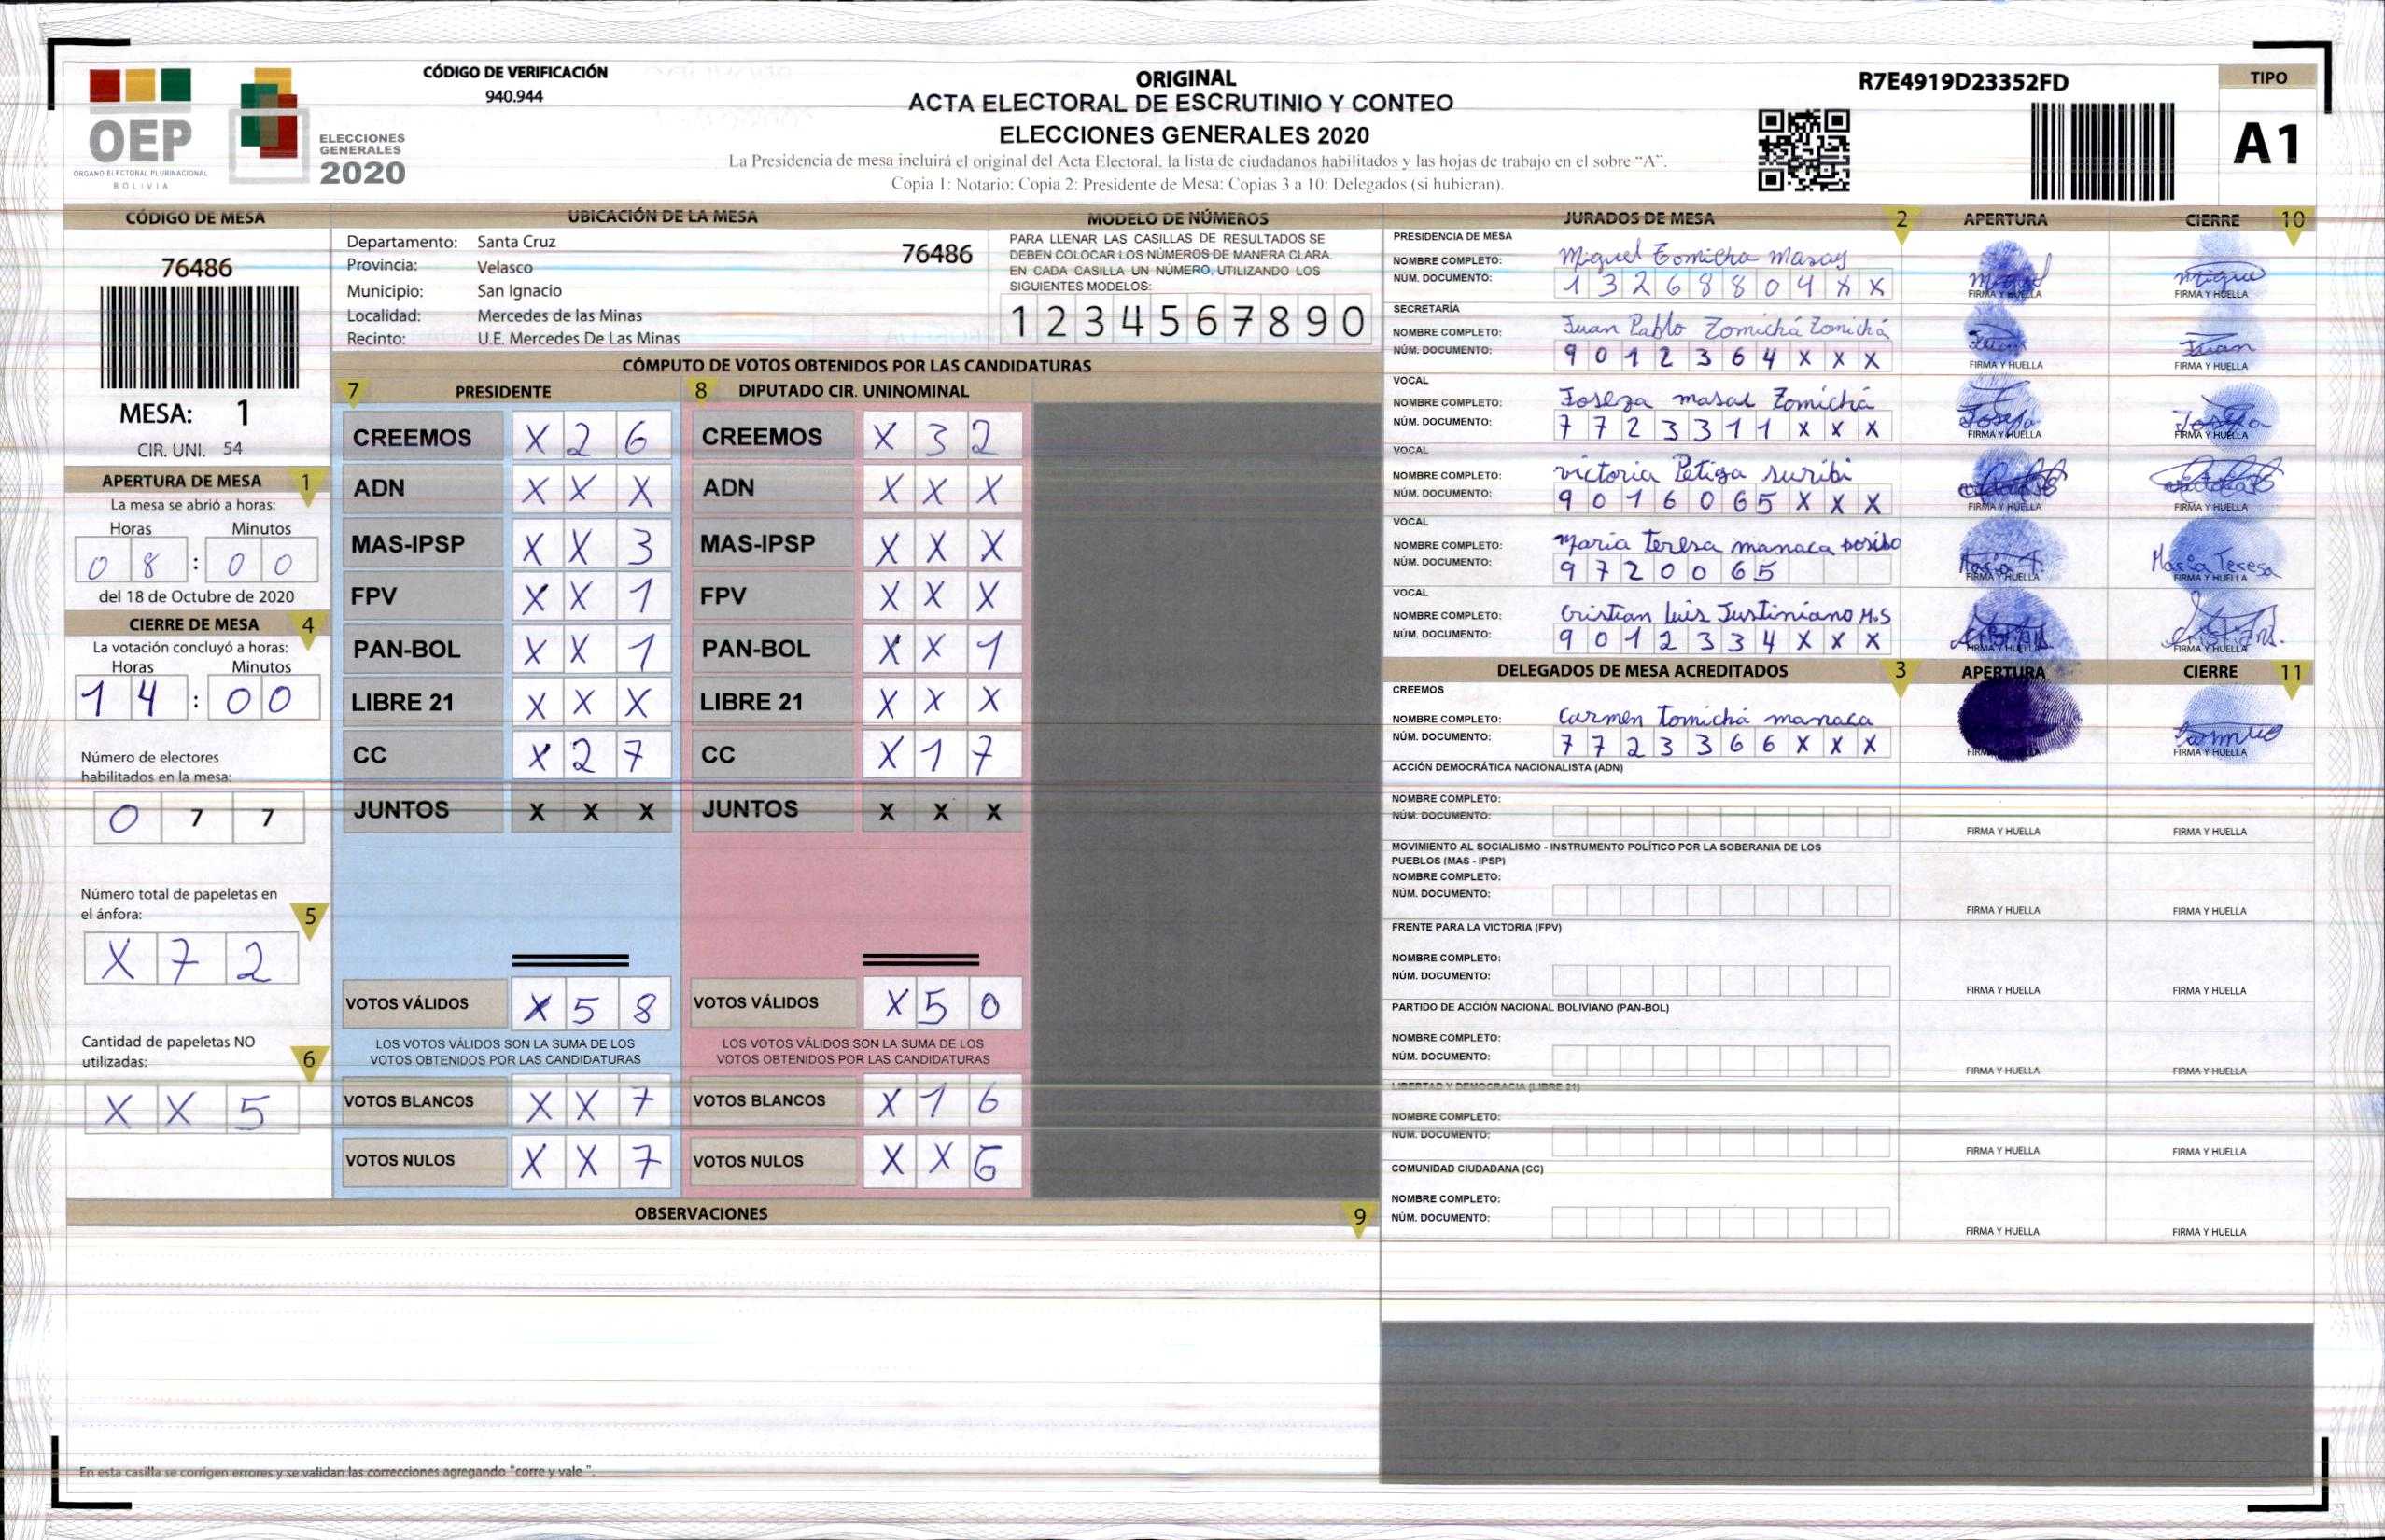 CÓDIGO DE VERIFICACIÓN
940.944
OEP
ÓRGANO ELECTORAL PLURINACIONAL
BOLIVIA
ELECCIONES
GENERALES
2020
ORIGINAL
ACTA ELECTORAL DE ESCRUTINIO Y CONTEO
ELECCIONES GENERALES 2020
La Presidencia de mesa incluirá el original del Acta Electoral, la lista de ciudadanos habilitados y las hojas de trabajo en el sobre "A".
Copia 1: Notario; Copia 2: Presidente de Mesa; Copias 3 a 10: Delegados (si hubieran).
R7E4919D23352FD
TIPO
A1
CÓDIGO DE MESA
76486
MESA: 1
CIR. UNI. 54
APERTURA DE MESA 1
La mesa se abrió a horas:
Horas Minutos
0 8 : 0 0
del 18 de Octubre de 2020
CIERRE DE MESA 4
La votación concluyó a horas:
Horas Minutos
1 4 : 0 0
Número de electores
habilitados en la mesa:
0 7 7
Número total de papeletas en
el ánfora:
5
X 7 2
Cantidad de papeletas NO
utilizadas:
6
X X 5
UBICACIÓN DE LA MESA
Departamento: Santa Cruz
76486
Provincia: Velasco
Municipio: San Ignacio
Localidad: Mercedes de las Minas
Recinto: U.E. Mercedes De Las Minas
MODELO DE NÚMEROS
PARA LLENAR LAS CASILLAS DE RESULTADOS SE
DEBEN COLOCAR LOS NÚMEROS DE MANERA CLARA.
EN CADA CASILLA UN NÚMERO, UTILIZANDO LOS
SIGUIENTES MODELOS:
1 2 3 4 5 6 7 8 9 0
CÓMPUTO DE VOTOS OBTENIDOS POR LAS CANDIDATURAS
7 PRESIDENTE 8 DIPUTADO CIR. UNINOMINAL
CREEMOS X 2 6 CREEMOS X 3 2
ADN X X X ADN X X X
MAS-IPSP X X 3 MAS-IPSP X X X
FPV X X 1 FPV X X X
PAN-BOL X X 1 PAN-BOL X X 1
LIBRE 21 X X X LIBRE 21 X X X
CC X 2 7 CC X 1 7
JUNTOS X X X JUNTOS X X X
VOTOS VÁLIDOS X 5 8 VOTOS VÁLIDOS X 5 0
LOS VOTOS VÁLIDOS SON LA SUMA DE LOS LOS VOTOS VÁLIDOS SON LA SUMA DE LOS
VOTOS OBTENIDOS POR LAS CANDIDATURAS VOTOS OBTENIDOS POR LAS CANDIDATURAS
VOTOS BLANCOS X X 7 VOTOS BLANCOS X 1 6
VOTOS NULOS X X 7 VOTOS NULOS X X 6
OBSERVACIONES 9
En esta casilla se corrigen errores y se validan las correcciones agregando "corre y vale".
JURADOS DE MESA 2 APERTURA CIERRE 10
PRESIDENCIA DE MESA
NOMBRE COMPLETO: Miguel Tomicha Masay
NÚM. DOCUMENTO: 1 3 2 6 8 8 0 4 X X
FIRMA Y HUELLA Miguel FIRMA Y HUELLA
SECRETARÍA
NOMBRE COMPLETO: Juan Pablo Tomichá Tomichá
NÚM. DOCUMENTO: 9 0 1 2 3 6 4 X X X
FIRMA Y HUELLA Juan FIRMA Y HUELLA
VOCAL
NOMBRE COMPLETO: masai Tomichá
NÚM. DOCUMENTO: 7 7 2 3 3 1 1 X X X
Josefa FIRMA Y HUELLA FIRMA Y HUELLA
VOCAL
NOMBRE COMPLETO: victoria Petiga suribi
NÚM. DOCUMENTO: 9 0 1 6 0 6 5 X X X
FIRMA Y HUELLA FIRMA Y HUELLA
VOCAL
NOMBRE COMPLETO: Maria teresa manaca
NÚM. DOCUMENTO: 9 7 2 0 0 6 5
FIRMA Y HUELLA Maria Teresa FIRMA Y HUELLA
VOCAL
NOMBRE COMPLETO: Cristian Luis Justiniano M.S
NÚM. DOCUMENTO: 9 0 1 2 3 3 4 X X X
FIRMA Y HUELLA FIRMA Y HUELLA
DELEGADOS DE MESA ACREDITADOS 3 APERTURA CIERRE 11
CREEMOS
NOMBRE COMPLETO: Carmen Tomichá manaca
NÚM. DOCUMENTO: 7 7 2 3 3 6 6 X X X
FIRMA Y HUELLA
ACCIÓN DEMOCRÁTICA NACIONALISTA (ADN)
NOMBRE COMPLETO:
NÚM. DOCUMENTO:
FIRMA Y HUELLA FIRMA Y HUELLA
MOVIMIENTO AL SOCIALISMO - INSTRUMENTO POLÍTICO POR LA SOBERANIA DE LOS
PUEBLOS (MAS - IPSP)
NOMBRE COMPLETO:
NÚM. DOCUMENTO:
FIRMA Y HUELLA FIRMA Y HUELLA
FRENTE PARA LA VICTORIA (FPV)
NOMBRE COMPLETO:
NÚM. DOCUMENTO:
FIRMA Y HUELLA FIRMA Y HUELLA
PARTIDO DE ACCIÓN NACIONAL BOLIVIANO (PAN-BOL)
NOMBRE COMPLETO:
NÚM. DOCUMENTO:
FIRMA Y HUELLA FIRMA Y HUELLA
LIBERTAD Y DEMOCRACIA (LIBRE 21)
NOMBRE COMPLETO:
NÚM. DOCUMENTO:
FIRMA Y HUELLA FIRMA Y HUELLA
COMUNIDAD CIUDADANA (CC)
NOMBRE COMPLETO:
NÚM. DOCUMENTO:
FIRMA Y HUELLA FIRMA Y HUELLA